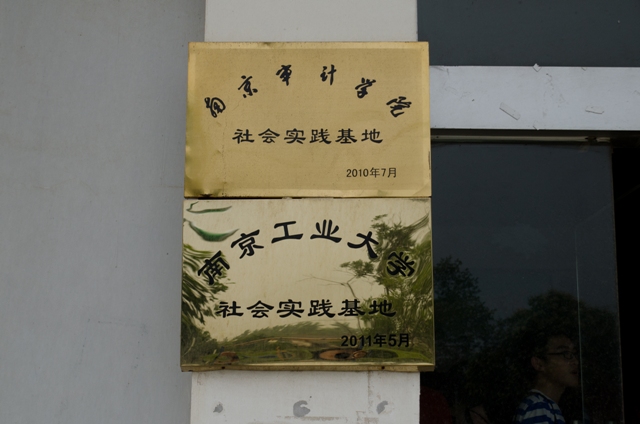 南京审计学院
社会实践基地
2010年7月
南京工业大学
社会实践基地
2011年5月